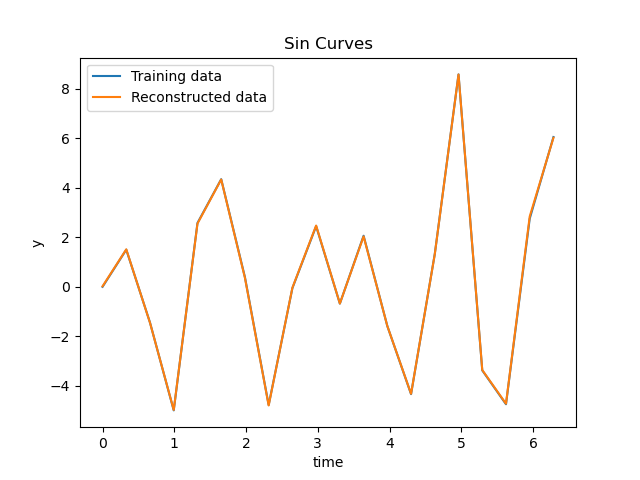 Sin Curves
Training data
Reconstructed data
8
6
4
2
0
−2
−4
y
0 1 2 3 4 5 6
time